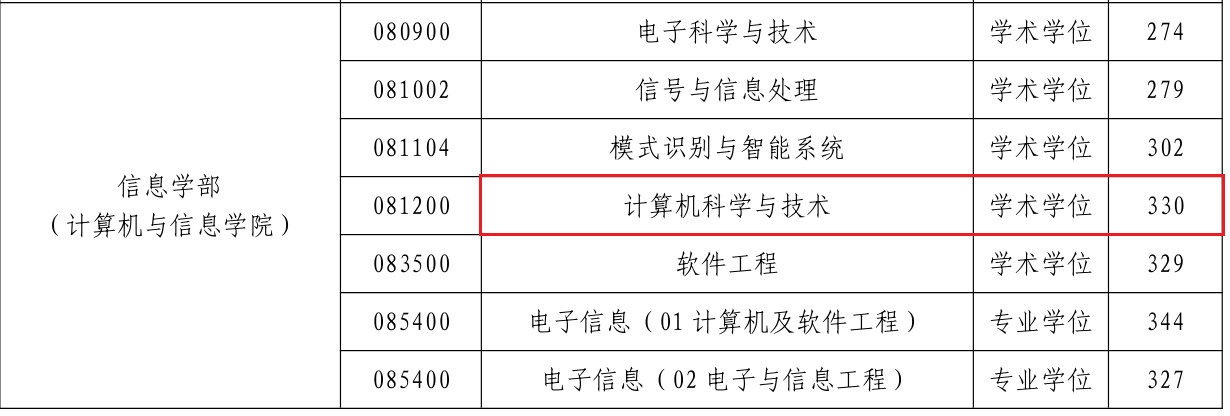 信息学部
（计算机与信息学院）
080900 电子科学与技术 学术学位 274
081002 信号与信息处理 学术学位 279
081104 模式识别与智能系统 学术学位 302
081200 计算机科学与技术 学术学位 330
083500 软件工程 学术学位 329
085400 电子信息（01 计算机及软件工程） 专业学位 344
085400 电子信息（02 电子与信息工程） 专业学位 327